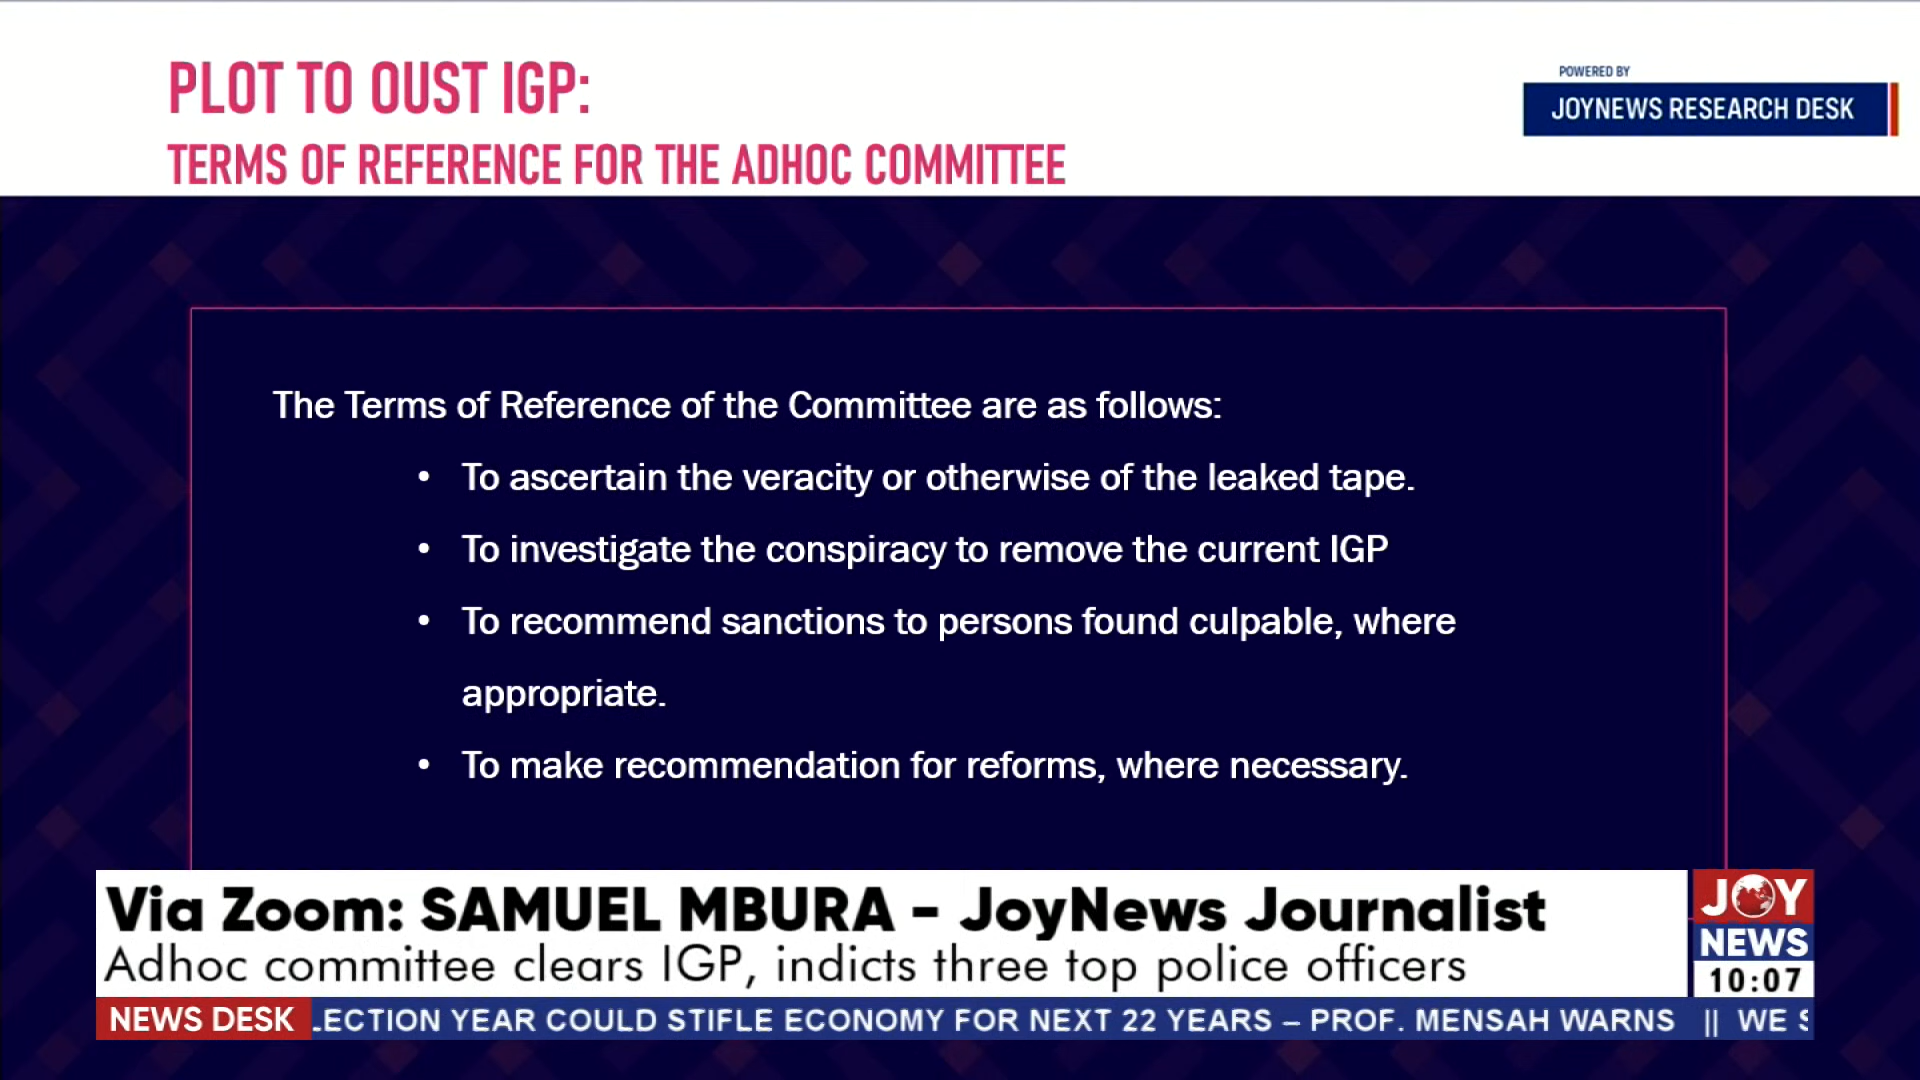 PLOT TO OUST IGP:
TERMS OF REFERENCE FOR THE ADHOC COMMITTEE
POWERED BY
JOYNEWS RESEARCH DESK
The Terms of Reference of the Committee are as follows:
• To ascertain the veracity or otherwise of the leaked tape.
• To investigate the conspiracy to remove the current IGP
• To recommend sanctions to persons found culpable, where
appropriate.
• To make recommendation for reforms, where necessary.
Via Zoom: SAMUEL MBURA – JoyNews Journalist
Adhoc committee clears IGP, indicts three top police officers
JOY
NEWS
10:07
NEWS DESK
LECTION YEAR COULD STIFLE ECONOMY FOR NEXT 22 YEARS – PROF. MENSAH WARNS || WE S